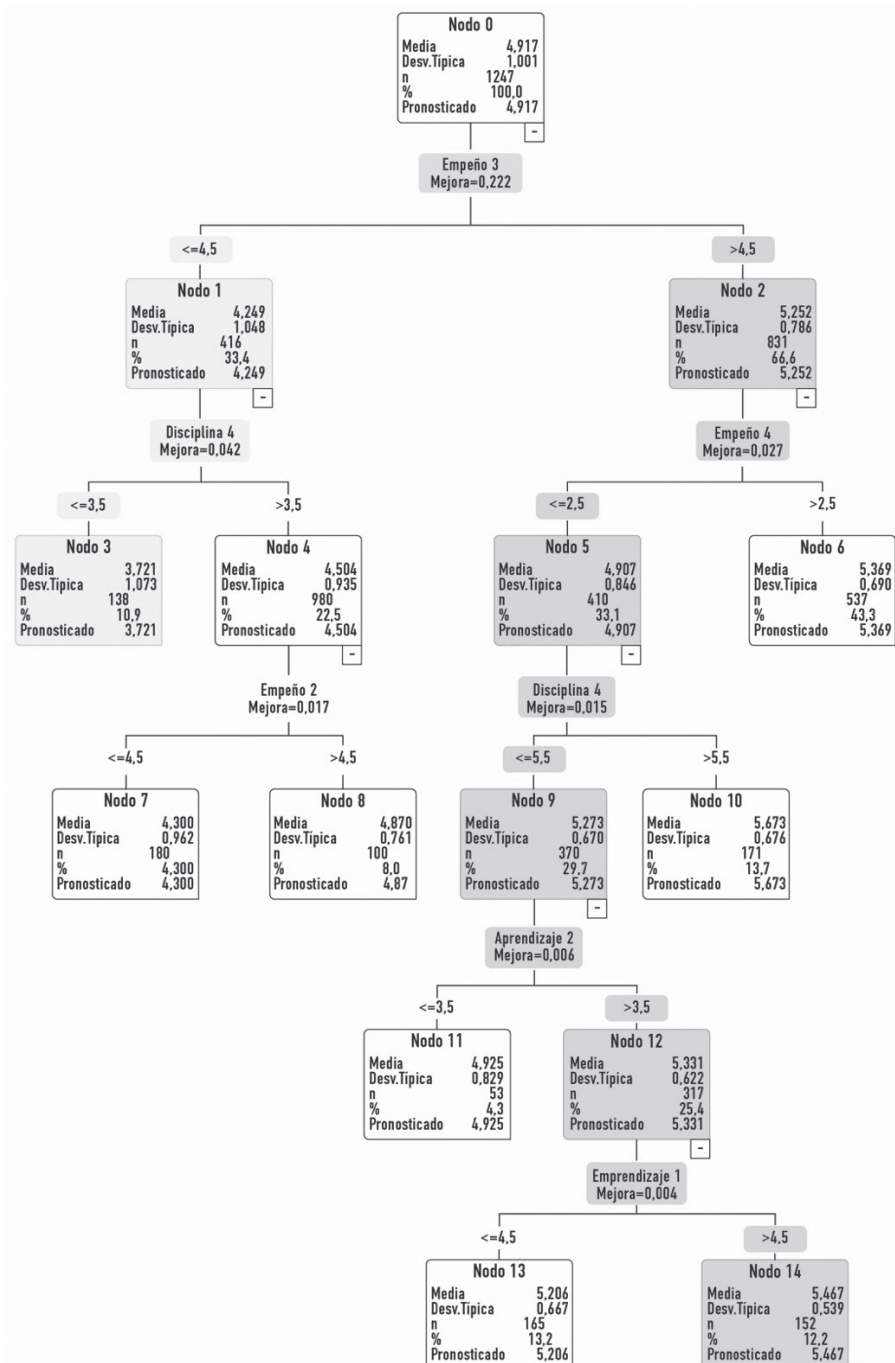 Nodo 0
Media 4,917
Desv.Típica 1,001
n 1247
% 100,0
Pronosticado 4,917
-
Empeño 3
Mejora=0,222
<=4,5
>4,5
Nodo 1
Media 4,249
Desv.Típica 1,048
n 416
% 33,4
Pronosticado 4,249
-
Nodo 2
Media 5,252
Desv.Típica 0,786
n 831
% 66,6
Pronosticado 5,252
-
Disciplina 4
Mejora=0,042
Empeño 4
Mejora=0,027
<=3,5
>3,5
<=2,5
>2,5
Nodo 3
Media 3,721
Desv.Típica 1,073
n 138
% 10,9
Pronosticado 3,721
Nodo 4
Media 4,504
Desv.Típica 0,935
n 980
% 22,5
Pronosticado 4,504
-
Nodo 5
Media 4,907
Desv.Típica 0,846
n 410
% 33,1
Pronosticado 4,907
-
Nodo 6
Media 5,369
Desv.Típica 0,690
n 537
% 43,3
Pronosticado 5,369
Empeño 2
Mejora=0,017
Disciplina 4
Mejora=0,015
<=4,5
>4,5
<=5,5
>5,5
Nodo 7
Media 4,300
Desv.Típica 0,962
n 180
% 4,300
Pronosticado 4,300
Nodo 8
Media 4,870
Desv.Típica 0,761
n 100
% 8,0
Pronosticado 4,87
Nodo 9
Media 5,273
Desv.Típica 0,670
n 370
% 29,7
Pronosticado 5,273
-
Nodo 10
Media 5,673
Desv.Típica 0,676
n 171
% 13,7
Pronosticado 5,673
Aprendizaje 2
Mejora=0,006
<=3,5
>3,5
Nodo 11
Media 4,925
Desv.Típica 0,829
n 53
% 4,3
Pronosticado 4,925
Nodo 12
Media 5,331
Desv.Típica 0,622
n 317
% 25,4
Pronosticado 5,331
-
Emprendizaje 1
Mejora=0,004
<=4,5
>4,5
Nodo 13
Media 5,206
Desv.Típica 0,667
n 165
% 13,2
Pronosticado 5,206
Nodo 14
Media 5,467
Desv.Típica 0,539
n 152
% 12,2
Pronosticado 5,467